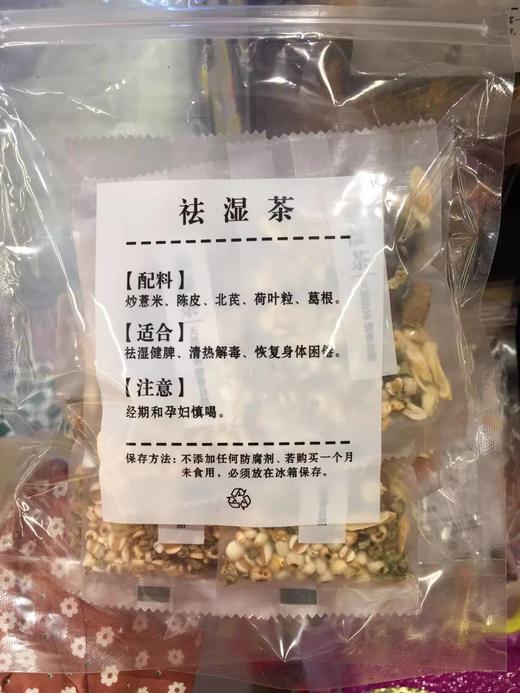 祛湿茶
【配料】
炒薏米、陈皮、北芪、荷叶粒、葛根。
【适合】
祛湿健脾、清热解毒、恢复身体困倦。
【注意】
经期和孕妇慎喝。
保存方法：不添加任何防腐剂、若购买一个月
未食用，必须放在冰箱保存。